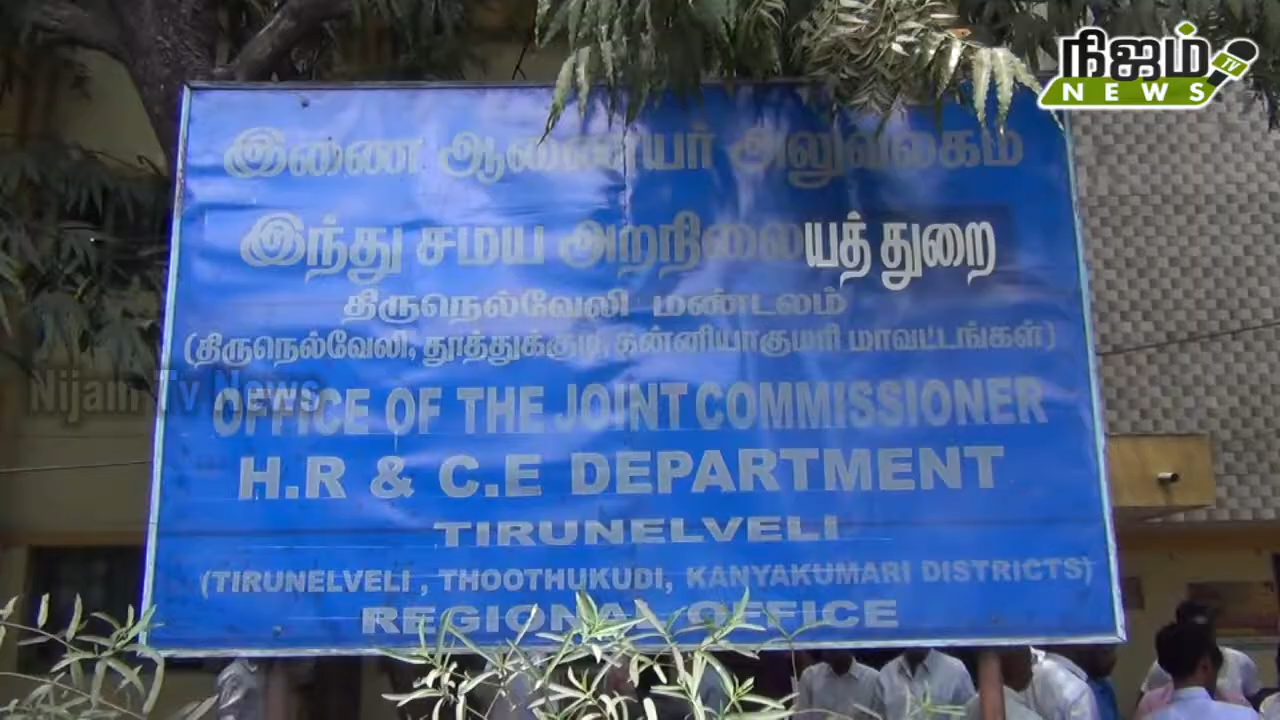 நிஜம்
TV
NEWS
இணை ஆணையர் அலுவலகம்
இந்து சமய அறநிலையத் துறை
திருநெல்வேலி மண்டலம்
(திருநெல்வேலி, தூத்துக்குடி, கன்னியாகுமரி மாவட்டங்கள்)
Nijam Tv News
OFFICE OF THE JOINT COMMISSIONER
H.R & C.E DEPARTMENT
TIRUNELVELI
(TIRUNELVELI , THOOTHUKUDI, KANYAKUMARI DISTRICTS)
REGIONAL OFFICE